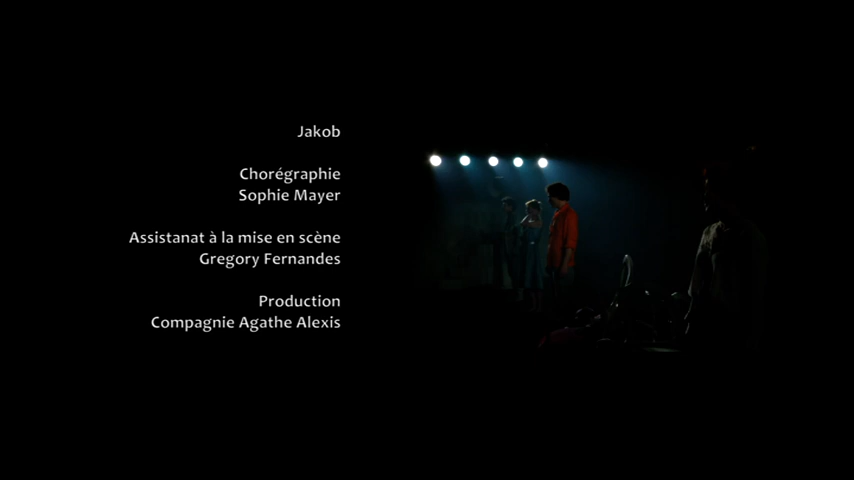 Jakob
Chorégraphie
Sophie Mayer
Assistanat à la mise en scène
Gregory Fernandes
Production
Compagnie Agathe Alexis